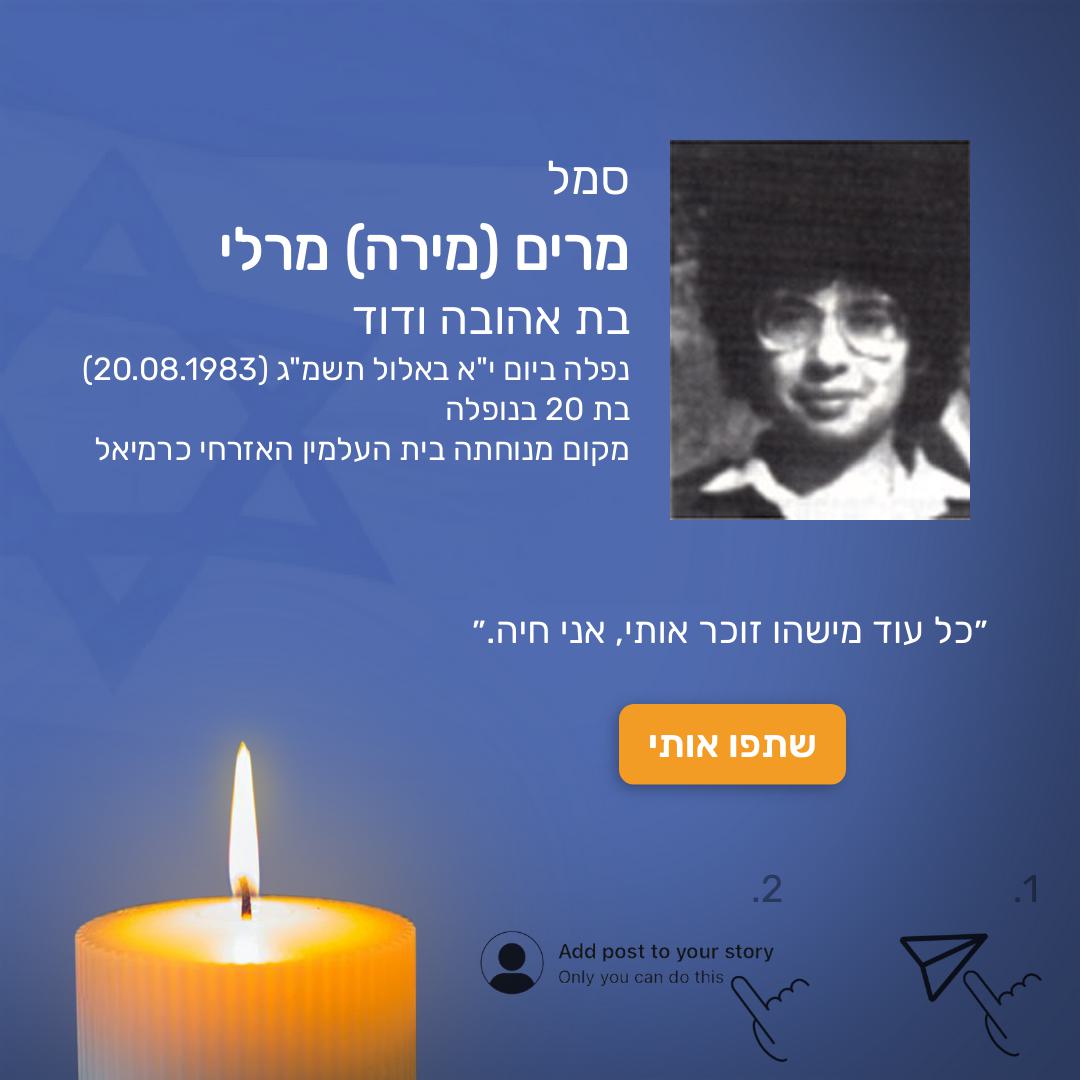 סמל
מרים (מירה) מרלי
בת אהובה ודוד
נפלה ביום י"א באלול תשמ"ג (20.08.1983)
בת 20 בנופלה
מקום מנוחתה בית העלמין האזרחי כרמיאל
״כל עוד מישהו זוכר אותי, אני חיה.״
שתפו אותי
.1
.2
Add post to your story
Only you can do this